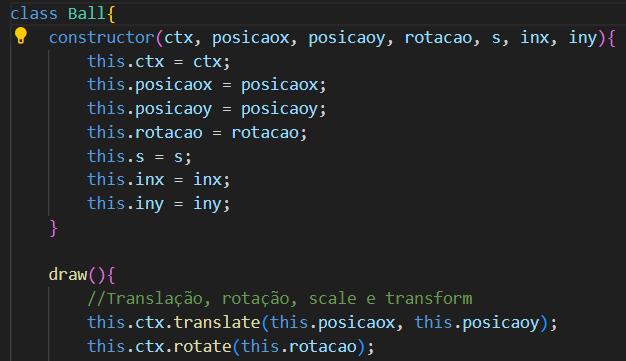 class Ball{
constructor(ctx, posicaox, posicaoy, rotacao, s, inx, iny){
this.ctx = ctx;
this.posicaox = posicaox;
this.posicaoy = posicaoy;
this.rotacao = rotacao;
this.s = s;
this.inx = inx;
this.iny = iny;
}
draw(){
//Translação, rotação, scale e transform
this.ctx.translate(this.posicaox, this.posicaoy);
this.ctx.rotate(this.rotacao);